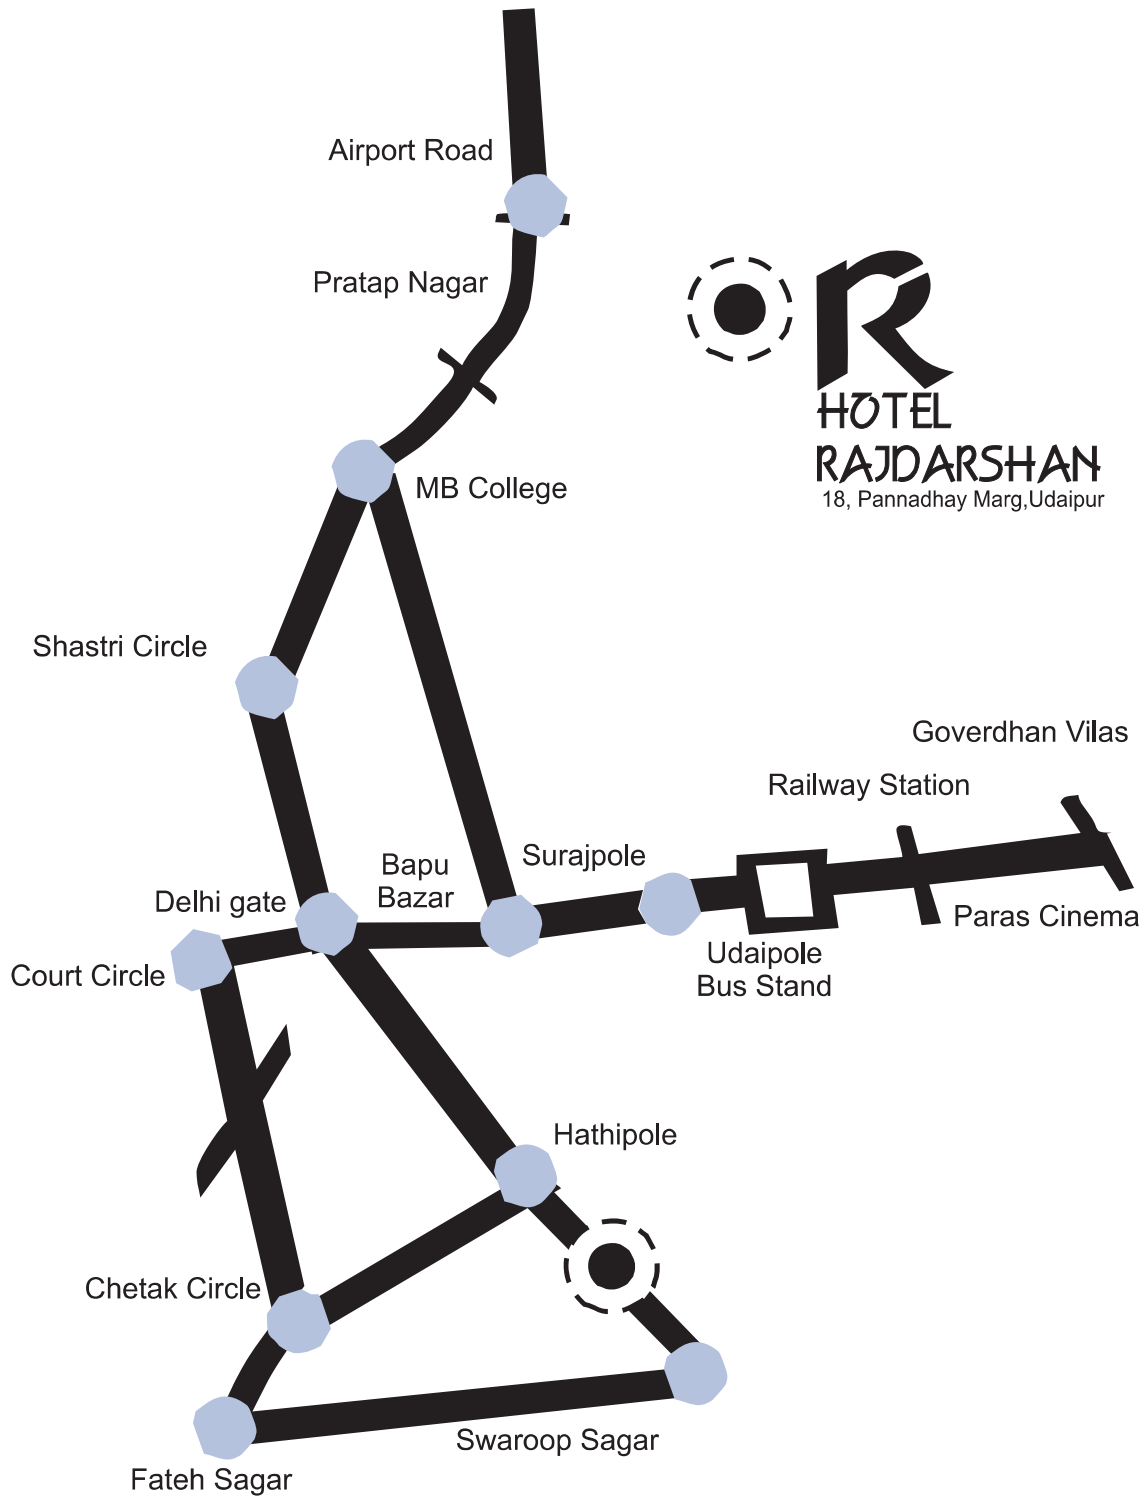 Airport Road
Pratap Nagar
HOTEL
RAJDARSHAN
18, Pannadhay Marg,Udaipur
MB College
Shastri Circle
Goverdhan Vilas
Railway Station
Surajpole
Bapu
Bazar
Delhi gate
Paras Cinema
Court Circle
Udaipole
Bus Stand
Hathipole
Chetak Circle
Swaroop Sagar
Fateh Sagar